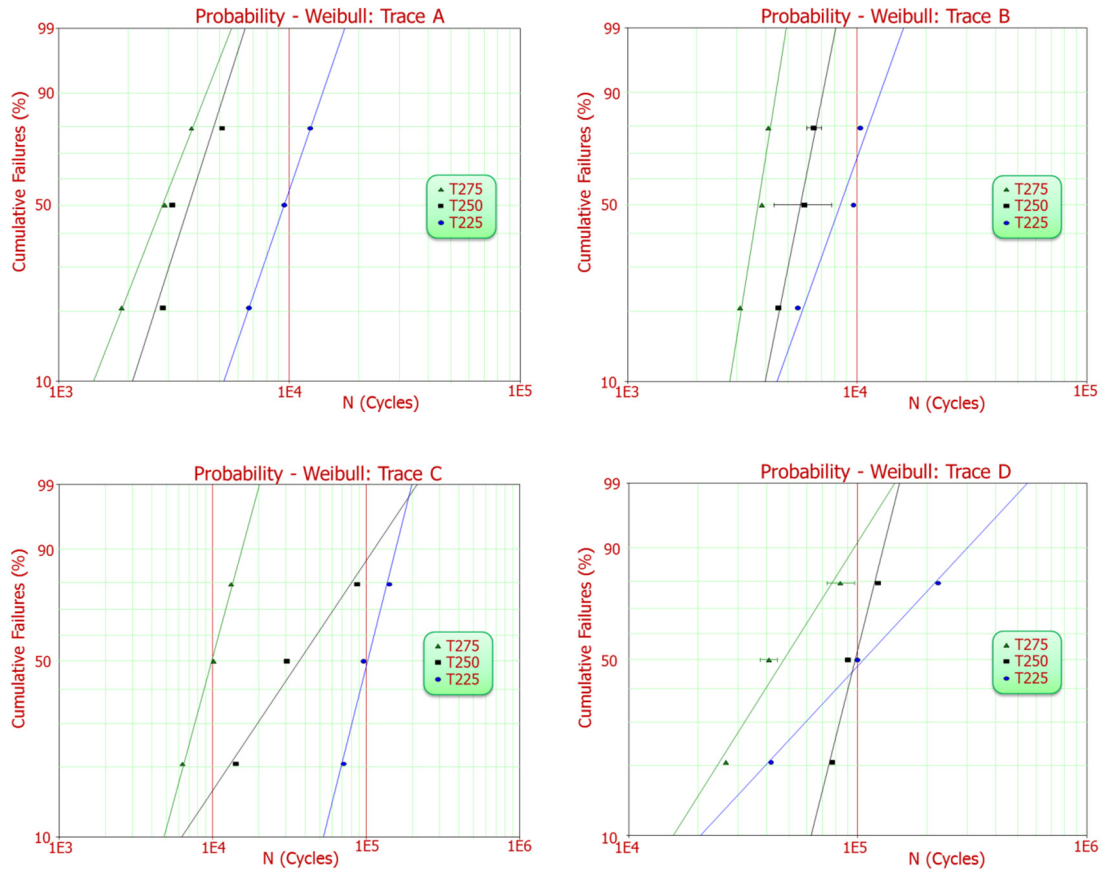 Probability - Weibull: Trace A
99
90
50
10
Cumulative Failures (%)
T275
T250
T225
1E3
1E4
1E5
N (Cycles)
Probability - Weibull: Trace B
99
90
50
10
Cumulative Failures (%)
T275
T250
T225
1E3
1E4
1E5
N (Cycles)
Probability - Weibull: Trace C
99
90
50
10
Cumulative Failures (%)
T275
T250
T225
1E3
1E4
1E5
1E6
N (Cycles)
Probability - Weibull: Trace D
99
90
50
10
Cumulative Failures (%)
T275
T250
T225
1E4
1E5
1E6
N (Cycles)